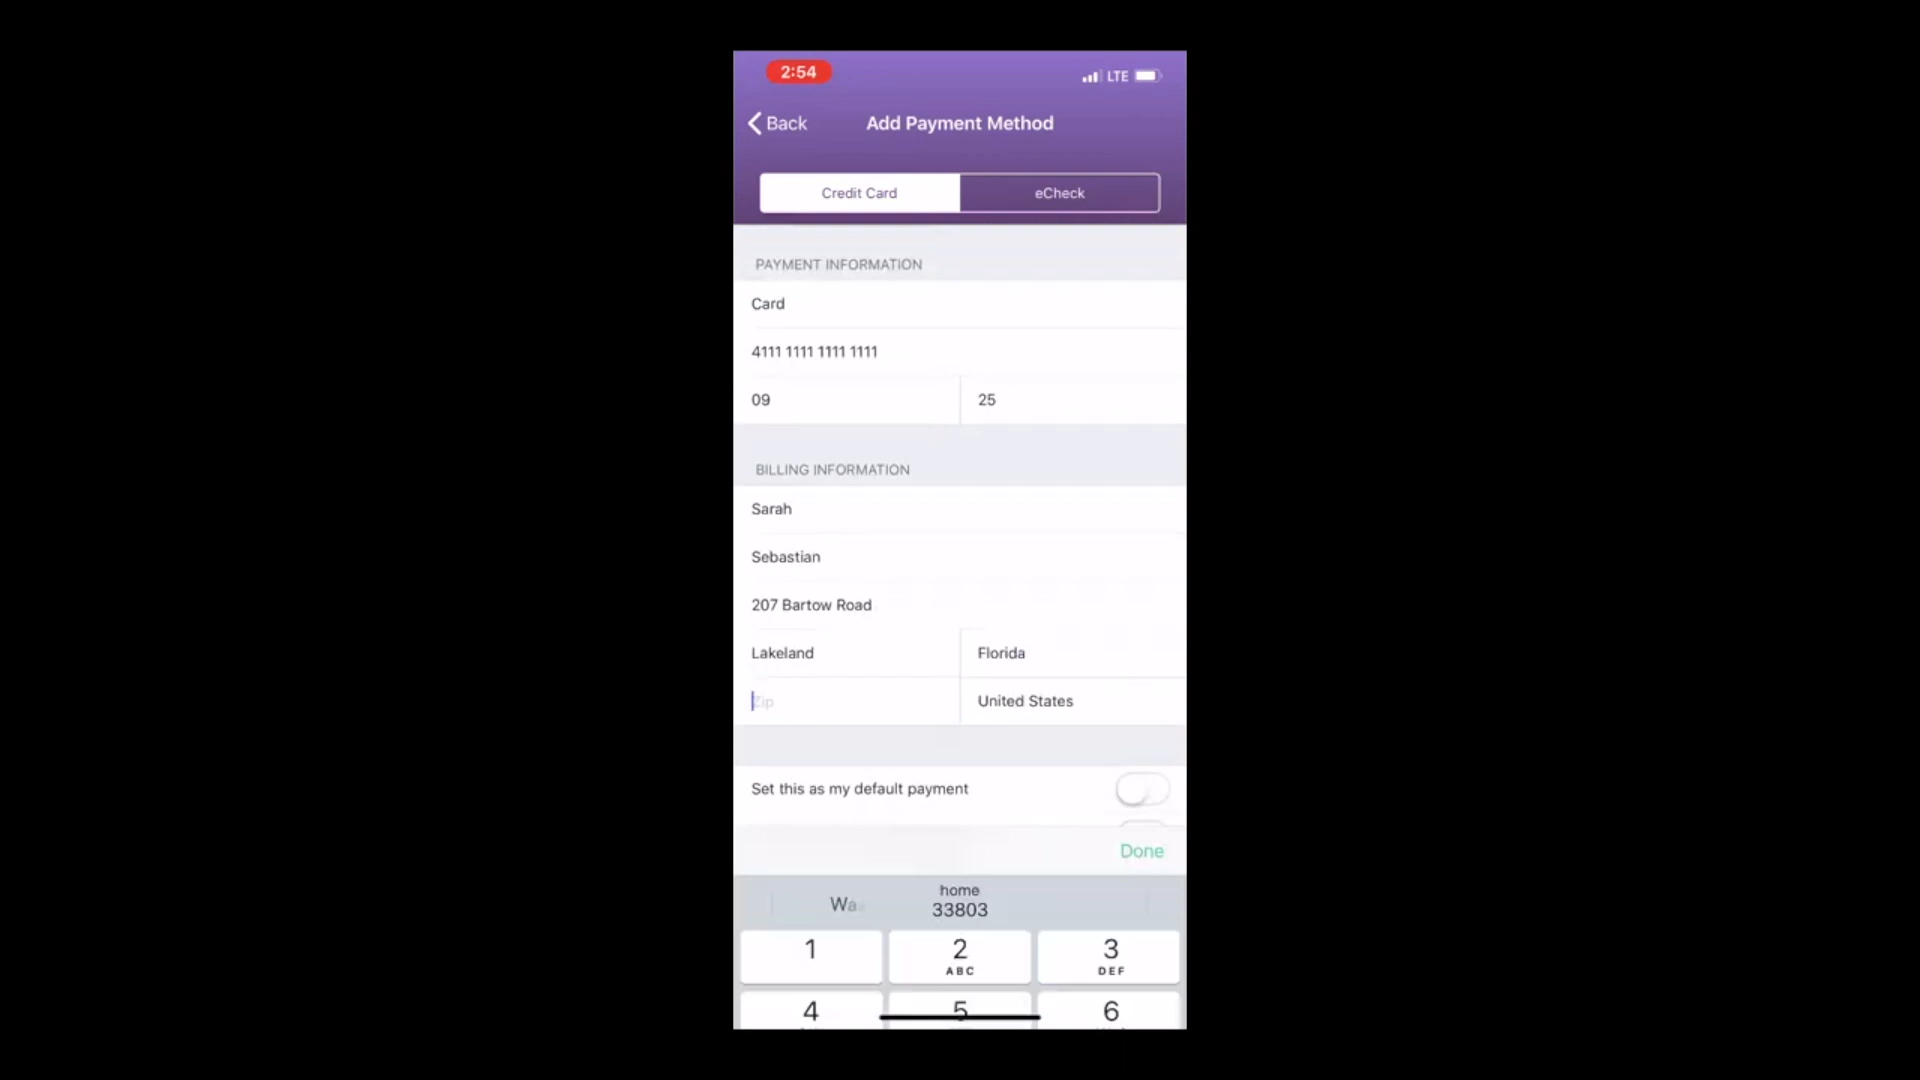 2:54 LTE
Back Add Payment Method
Credit Card eCheck
PAYMENT INFORMATION
Card
4111 1111 1111 1111
09 25
BILLING INFORMATION
Sarah
Sebastian
207 Bartow Road
Lakeland Florida
Zip United States
Set this as my default payment
Done
home
33803
1 2 3
ABC DEF
4 5 6